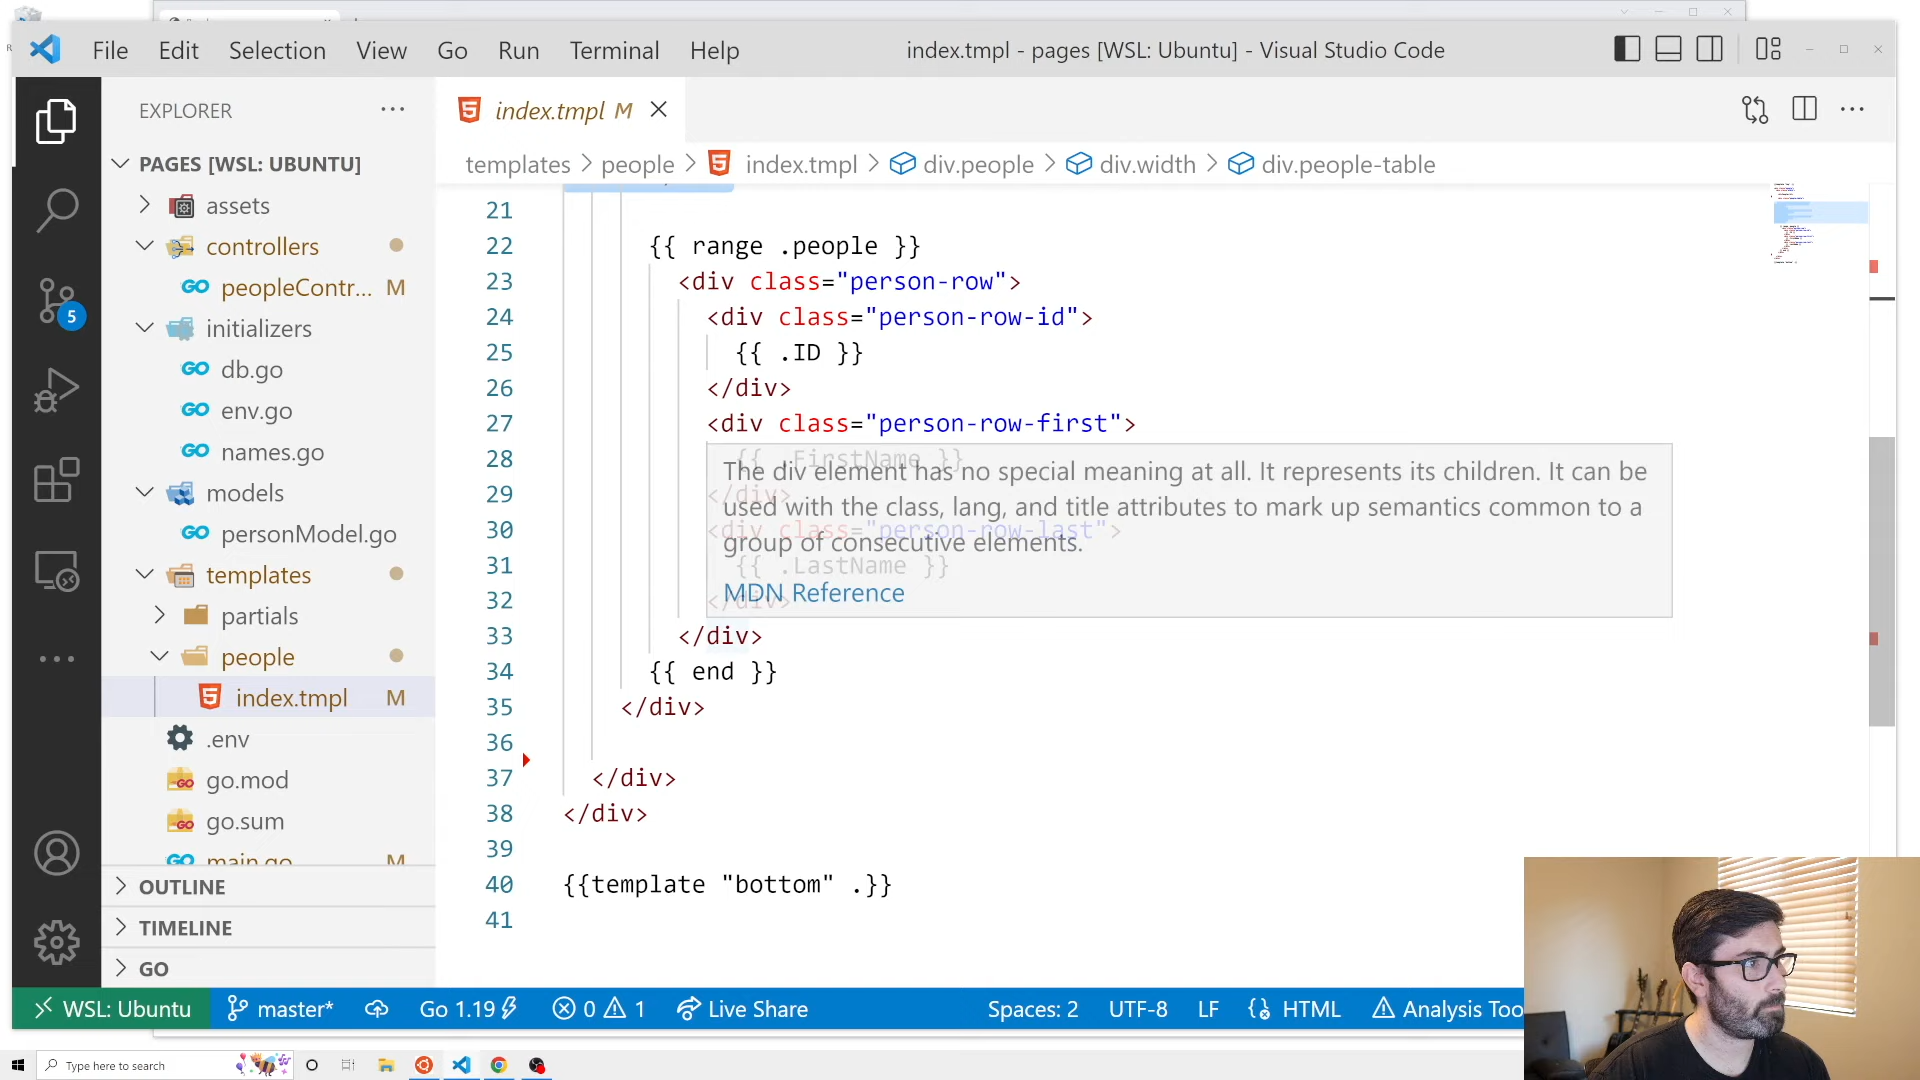 File Edit Selection View Go Run Terminal Help
index.tmpl - pages [WSL: Ubuntu] - Visual Studio Code
EXPLORER
index.tmpl M
PAGES [WSL: UBUNTU]
templates people index.tmpl div.people div.width div.people-table
assets
controllers
peopleContr... M
initializers
db.go
env.go
names.go
models
personModel.go
templates
partials
people
index.tmpl M
.env
go.mod
go.sum
main.go M
OUTLINE
TIMELINE
GO
5
21
22 {{ range .people }}
23 <div class="person-row">
24 <div class="person-row-id">
25 {{ .ID }}
26 </div>
27 <div class="person-row-first">
28 {{ .FirstName }}
29 </div>
30 <div class="person-row-last">
31 {{ .LastName }}
32 </div>
33 </div>
34 {{ end }}
35 </div>
36
37 </div>
38 </div>
39
40 {{template "bottom" .}}
41
The div element has no special meaning at all. It represents its children. It can be
used with the class, lang, and title attributes to mark up semantics common to a
group of consecutive elements.
MDN Reference
WSL: Ubuntu master* Go 1.19 0 1 Live Share Spaces: 2 UTF-8 LF HTML Analysis Too
Type here to search